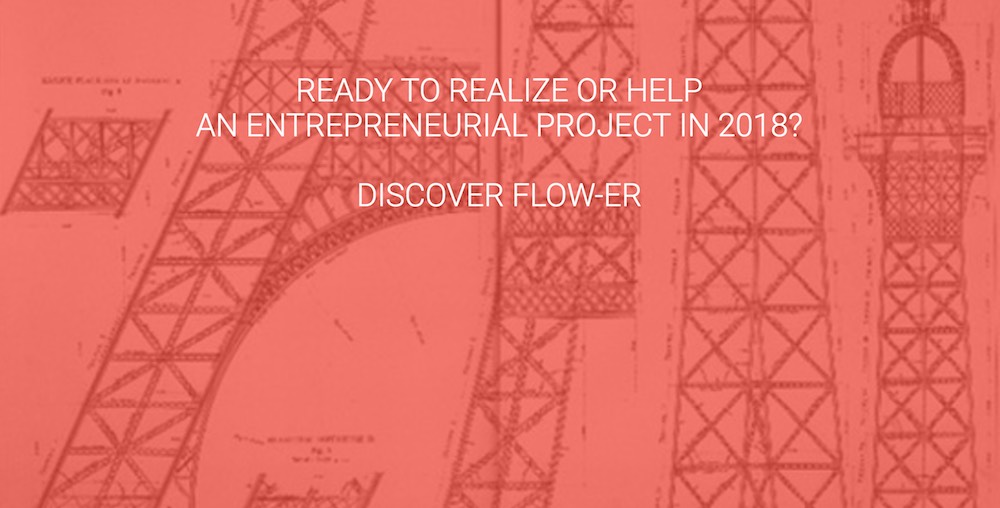 READY TO REALIZE OR HELP
AN ENTREPRENEURIAL PROJECT IN 2018?
DISCOVER FLOW-ER